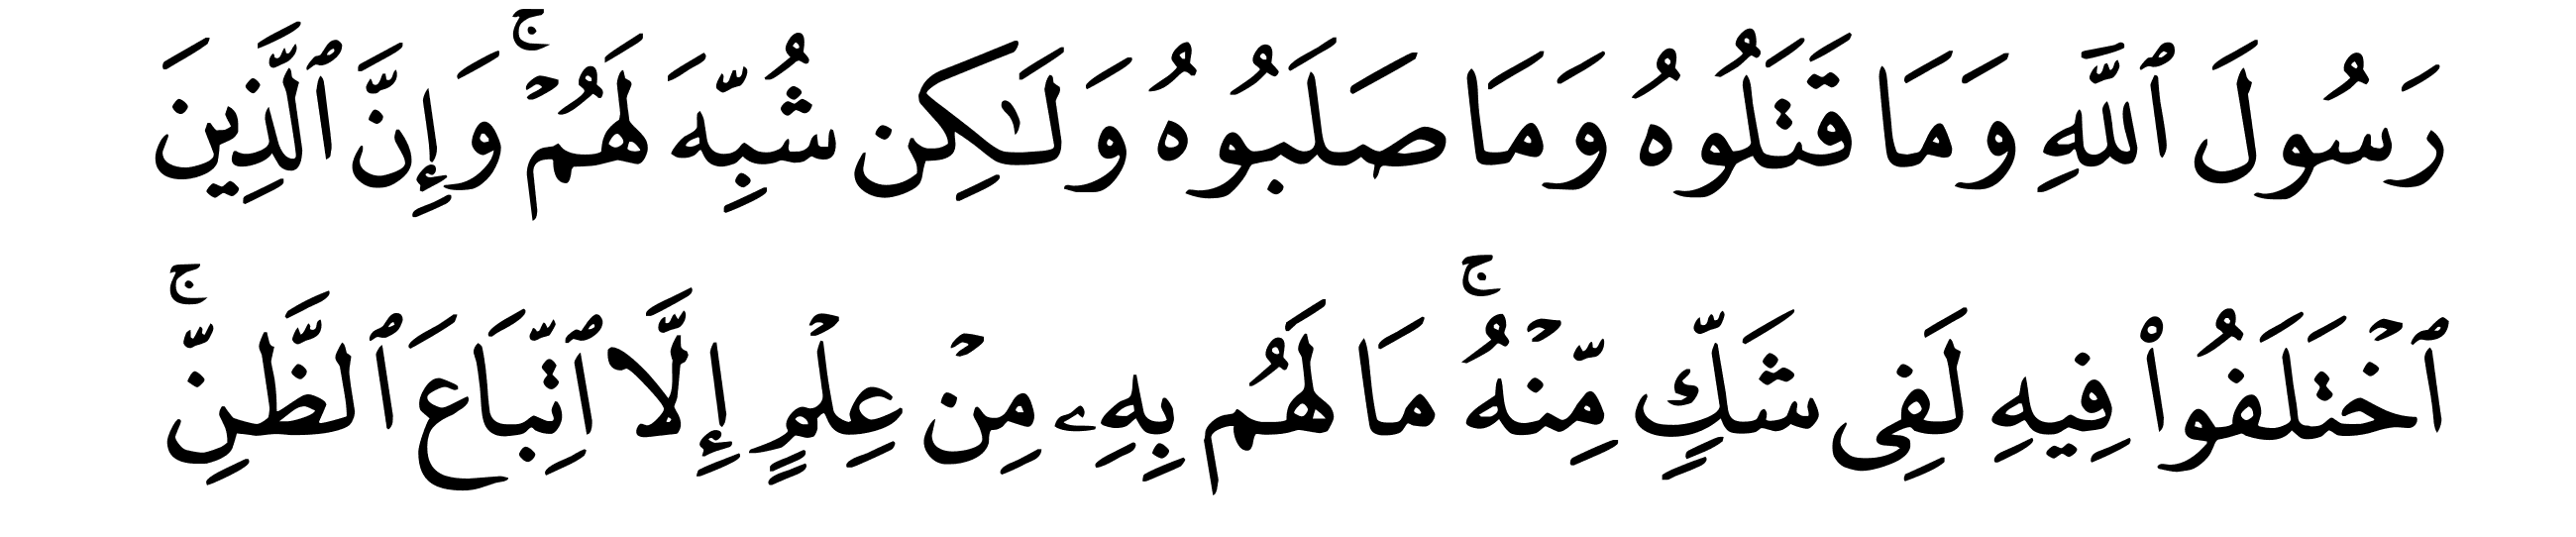 رَسُولَ ٱللَّهِ وَمَا قَتَلُوهُ وَمَا صَلَبُوهُ وَلَـٰكِن شُبِّهَ لَهُمْ ۚ وَإِنَّ ٱلَّذِينَ
ٱخْتَلَفُوا۟ فِيهِ لَفِى شَكٍّ مِّنْهُ ۚ مَا لَهُم بِهِۦ مِنْ عِلْمٍ إِلَّا ٱتِّبَاعَ ٱلظَّنِّ ۚ